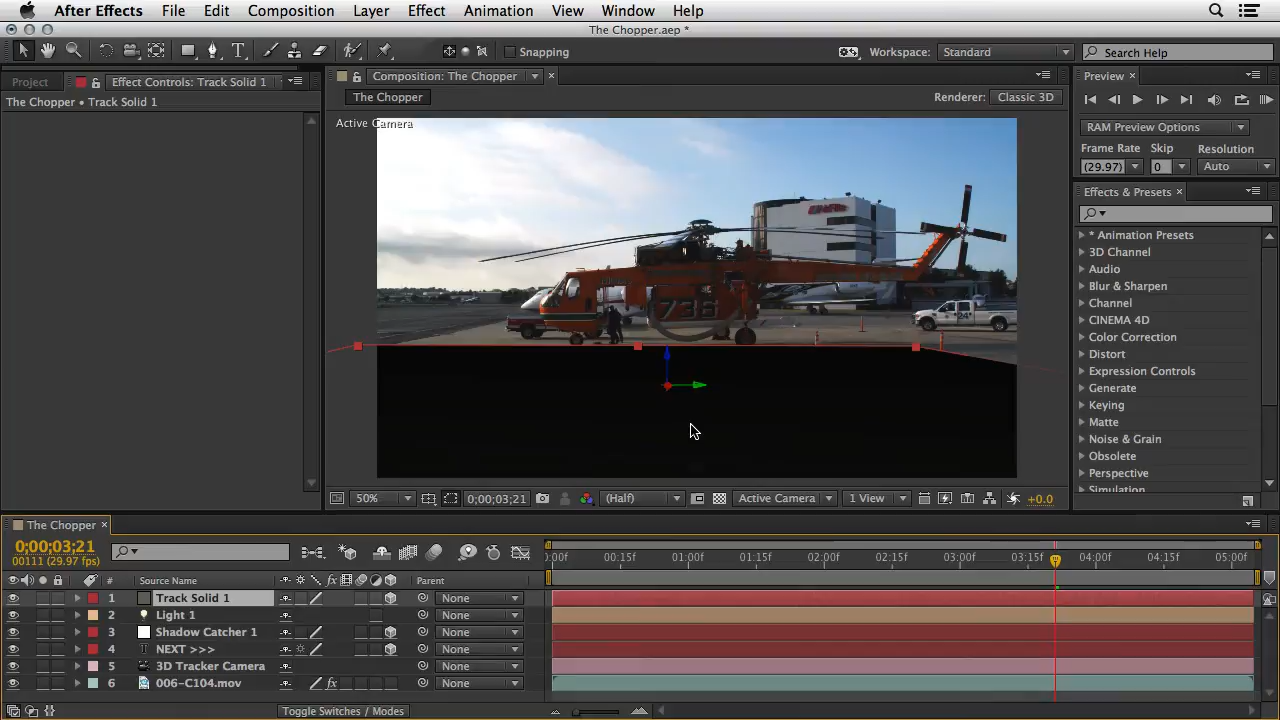 After Effects File Edit Composition Layer Effect Animation View Window Help
The Chopper.aep *
T Snapping Workspace: Standard Search Help
Project Effect Controls: Track Solid 1 Composition: The Chopper Preview
The Chopper • Track Solid 1
The Chopper Renderer: Classic 3D
Active Camera
RAM Preview Options
Frame Rate Skip Resolution
(29.97) 0 Auto
Effects & Presets
* Animation Presets
3D Channel
Audio
Blur & Sharpen
Channel
CINEMA 4D
Color Correction
Distort
Expression Controls
Generate
Keying
Matte
Noise & Grain
Obsolete
Perspective
Simulation
738
24
50% 0;00;03;21 (Half) Active Camera 1 View +0.0
The Chopper
0;00;03;21
00111 (29.97 fps)
0:00f 00:15f 01:00f 01:15f 02:00f 02:15f 03:00f 03:15f 04:00f 04:15f 05:00f
# Source Name fx Parent
1 Track Solid 1 None
2 Light 1 None
3 Shadow Catcher 1 None
4 T NEXT >>> None
5 3D Tracker Camera None
6 006-C104.mov fx None
Toggle Switches / Modes